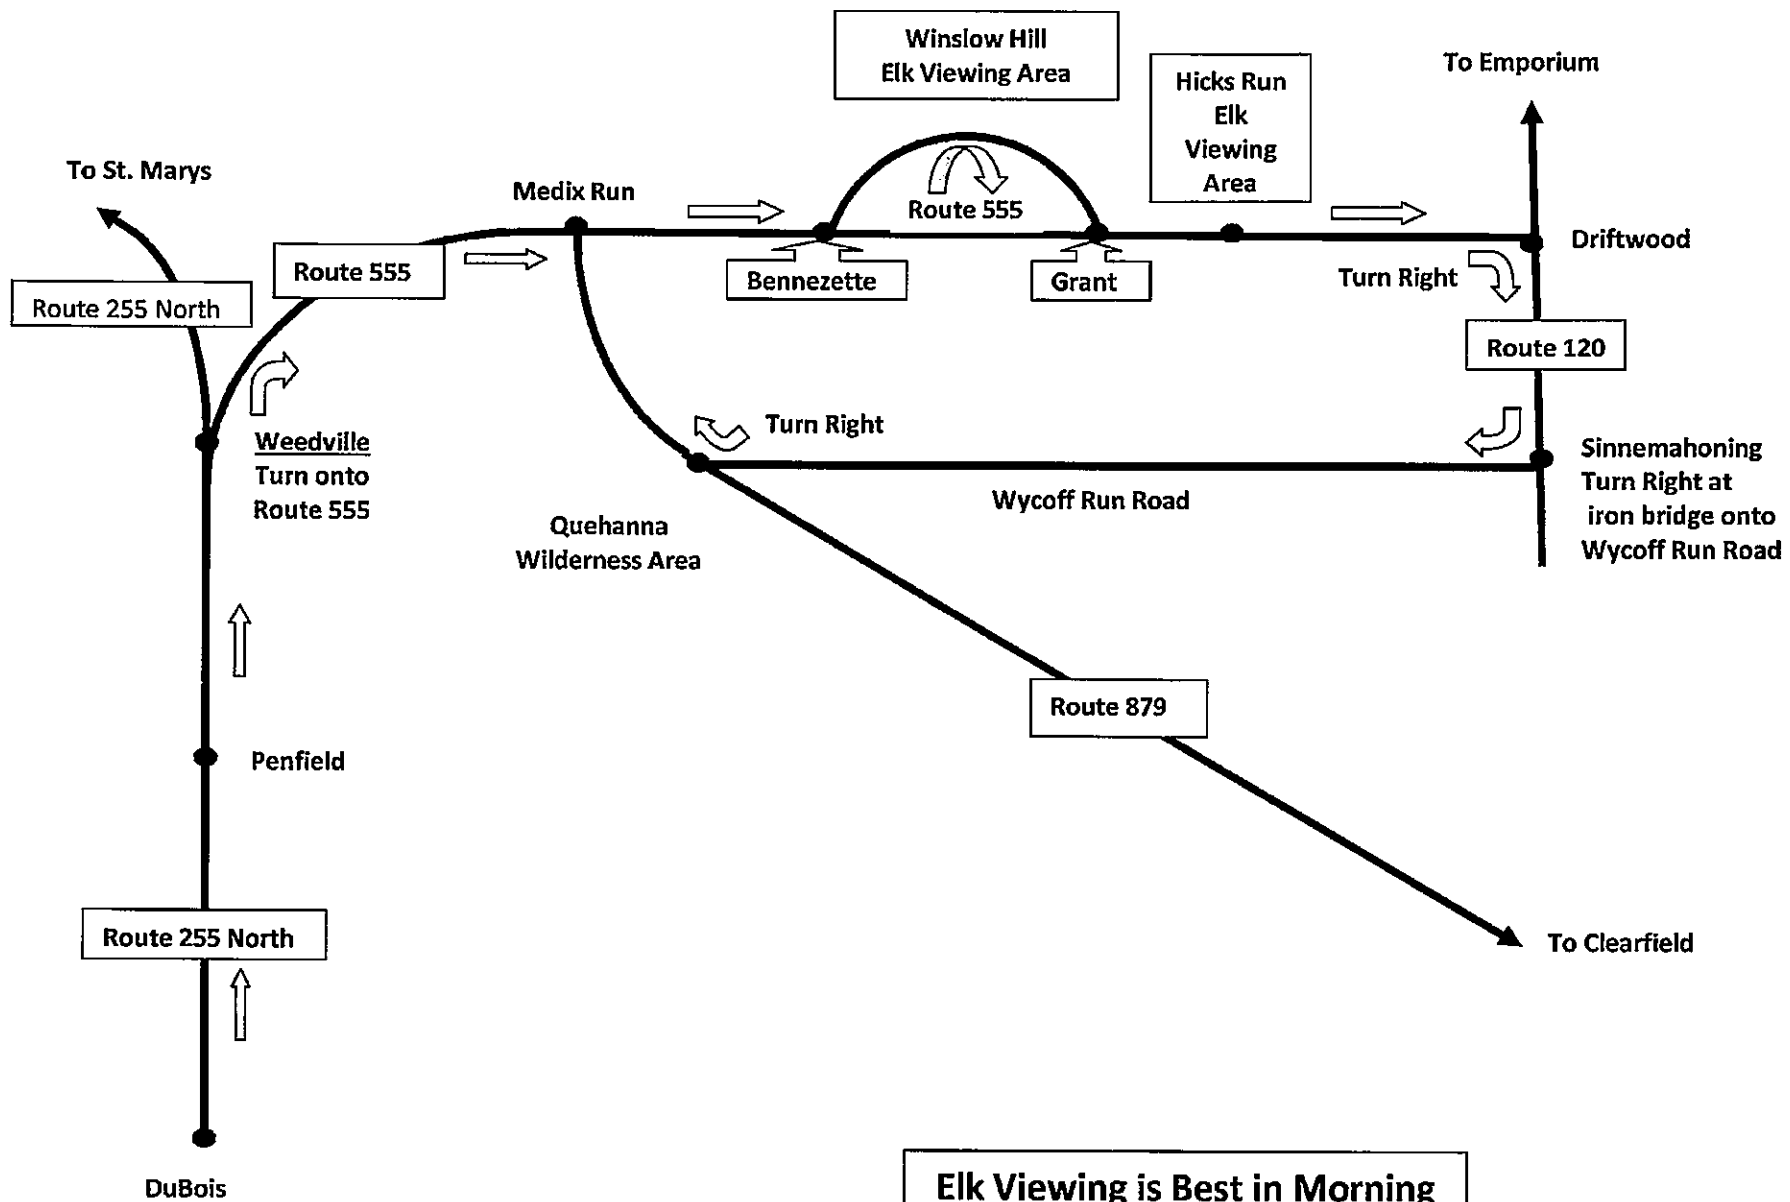 Winslow Hill
Elk Viewing Area
Hicks Run
Elk
Viewing
Area
To Emporium
To St. Marys
Medix Run
Route 555
Route 555
Route 255 North
Bennezette
Grant
Driftwood
Turn Right
Route 120
Weedville
Turn onto
Route 555
Turn Right
Sinnemahoning
Turn Right at
iron bridge onto
Wycoff Run Road
Wycoff Run Road
Quehanna
Wilderness Area
Route 879
Penfield
Route 255 North
To Clearfield
DuBois
Elk Viewing is Best in Morning